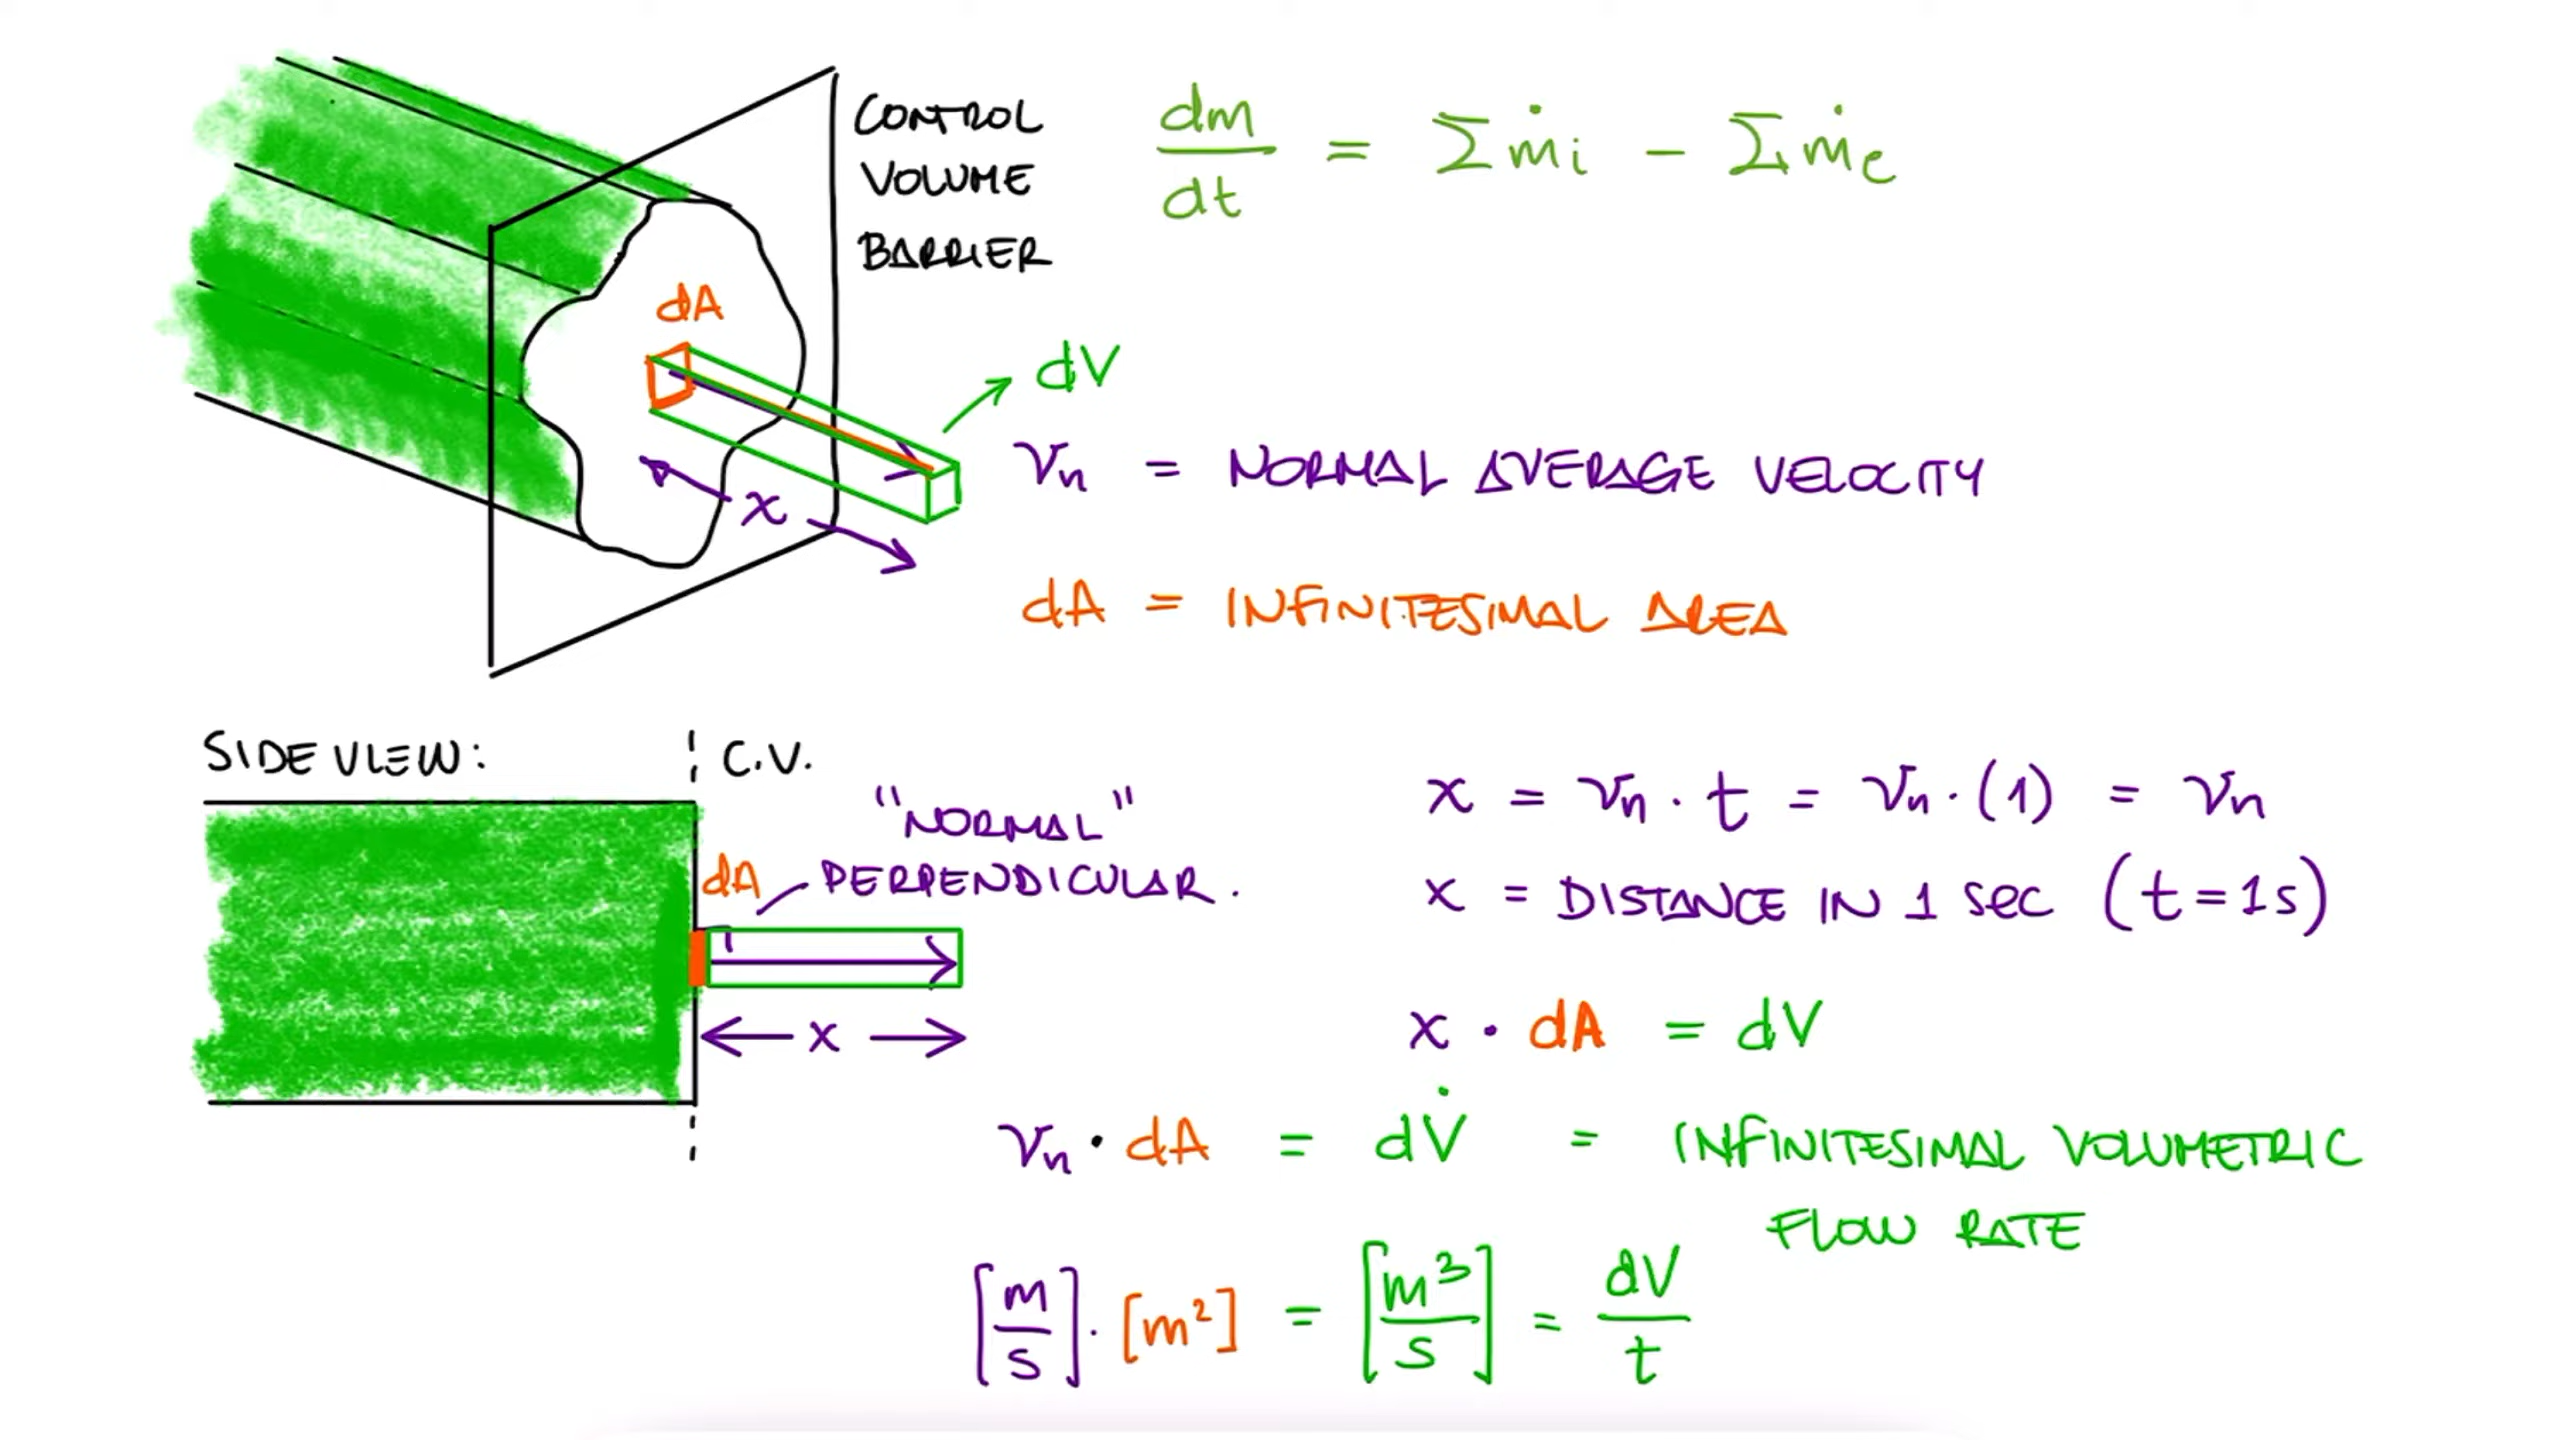 CONTROL
VOLUME
BARRIER
dm/dt = Σṁi - Σṁe
dA
dV
x
vn = NORMAL AVERAGE VELOCITY
dA = INFINITESIMAL AREA
SIDE VIEW:
C.V.
"NORMAL"
PERPENDICULAR.
dA
x
x = vn · t = vn · (1) = vn
x = DISTANCE IN 1 SEC (t=1s)
x · dA = dV
vn · dA = dV̇ = INFINITESIMAL VOLUMETRIC
FLOW RATE
[m/s] · [m²] = [m³/s] = dV/t